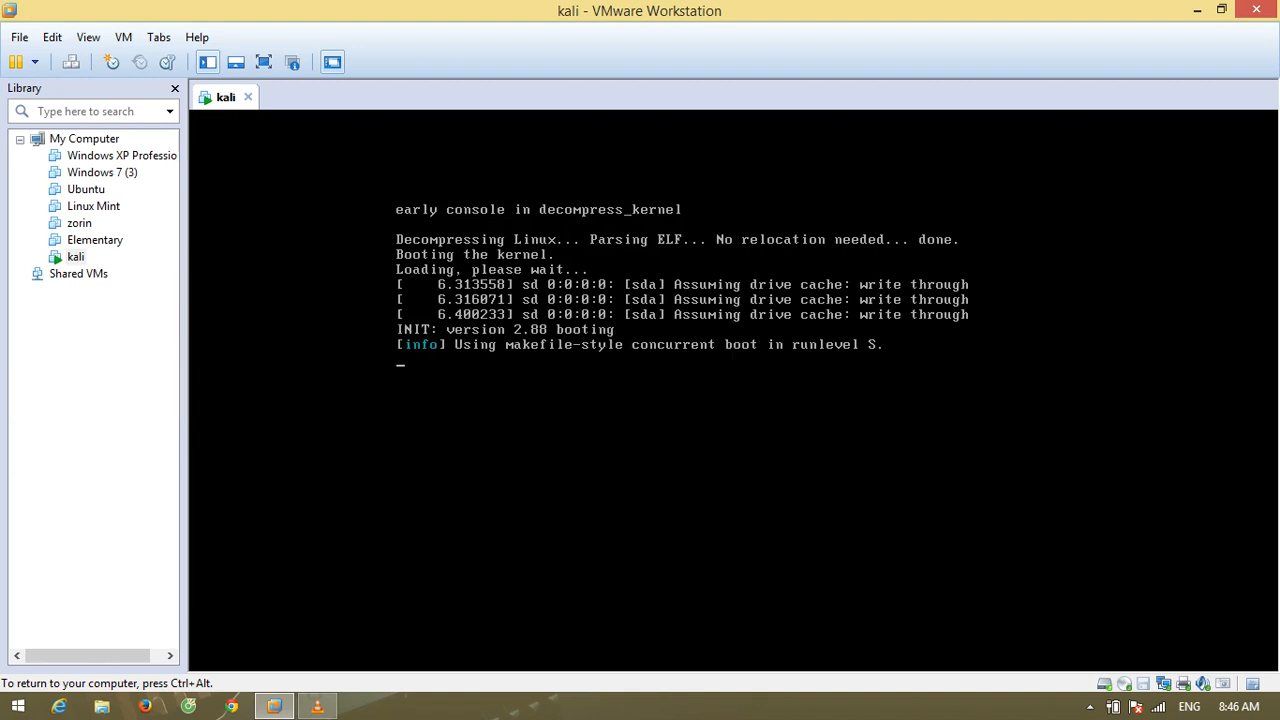 kali - VMware Workstation
File Edit View VM Tabs Help
Library
Type here to search
kali
My Computer
Windows XP Professio
Windows 7 (3)
Ubuntu
Linux Mint
zorin
Elementary
kali
Shared VMs
early console in decompress_kernel
Decompressing Linux... Parsing ELF... No relocation needed... done.
Booting the kernel.
Loading, please wait...
[    6.313558] sd 0:0:0:0: [sda] Assuming drive cache: write through
[    6.316071] sd 0:0:0:0: [sda] Assuming drive cache: write through
[    6.400233] sd 0:0:0:0: [sda] Assuming drive cache: write through
INIT: version 2.88 booting
[info] Using makefile-style concurrent boot in runlevel S.
To return to your computer, press Ctrl+Alt.
ENG 8:46 AM